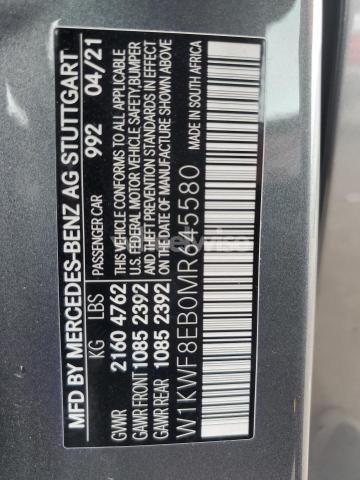 MFD BY MERCEDES-BENZ AG STUTTGART
PASSENGER CAR 992 04/21
KG LBS
GVWR 2160 4762
GAWR FRONT 1085 2392
GAWR REAR 1085 2392
THIS VEHICLE CONFORMS TO ALL APPLICABLE
U.S. FEDERAL MOTOR VEHICLE SAFETY, BUMPER
AND THEFT PREVENTION STANDARDS IN EFFECT
ON THE DATE OF MANUFACTURE SHOWN ABOVE.
W1KWF8EB0MR645580
MADE IN SOUTH AFRICA